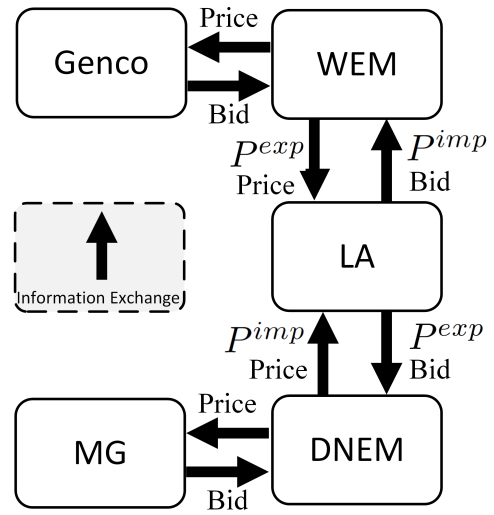 Price
Genco
WEM
Bid
P^{exp}
Price
P^{imp}
Bid
LA
Information Exchange
P^{imp}
Price
P^{exp}
Bid
Price
MG
DNEM
Bid